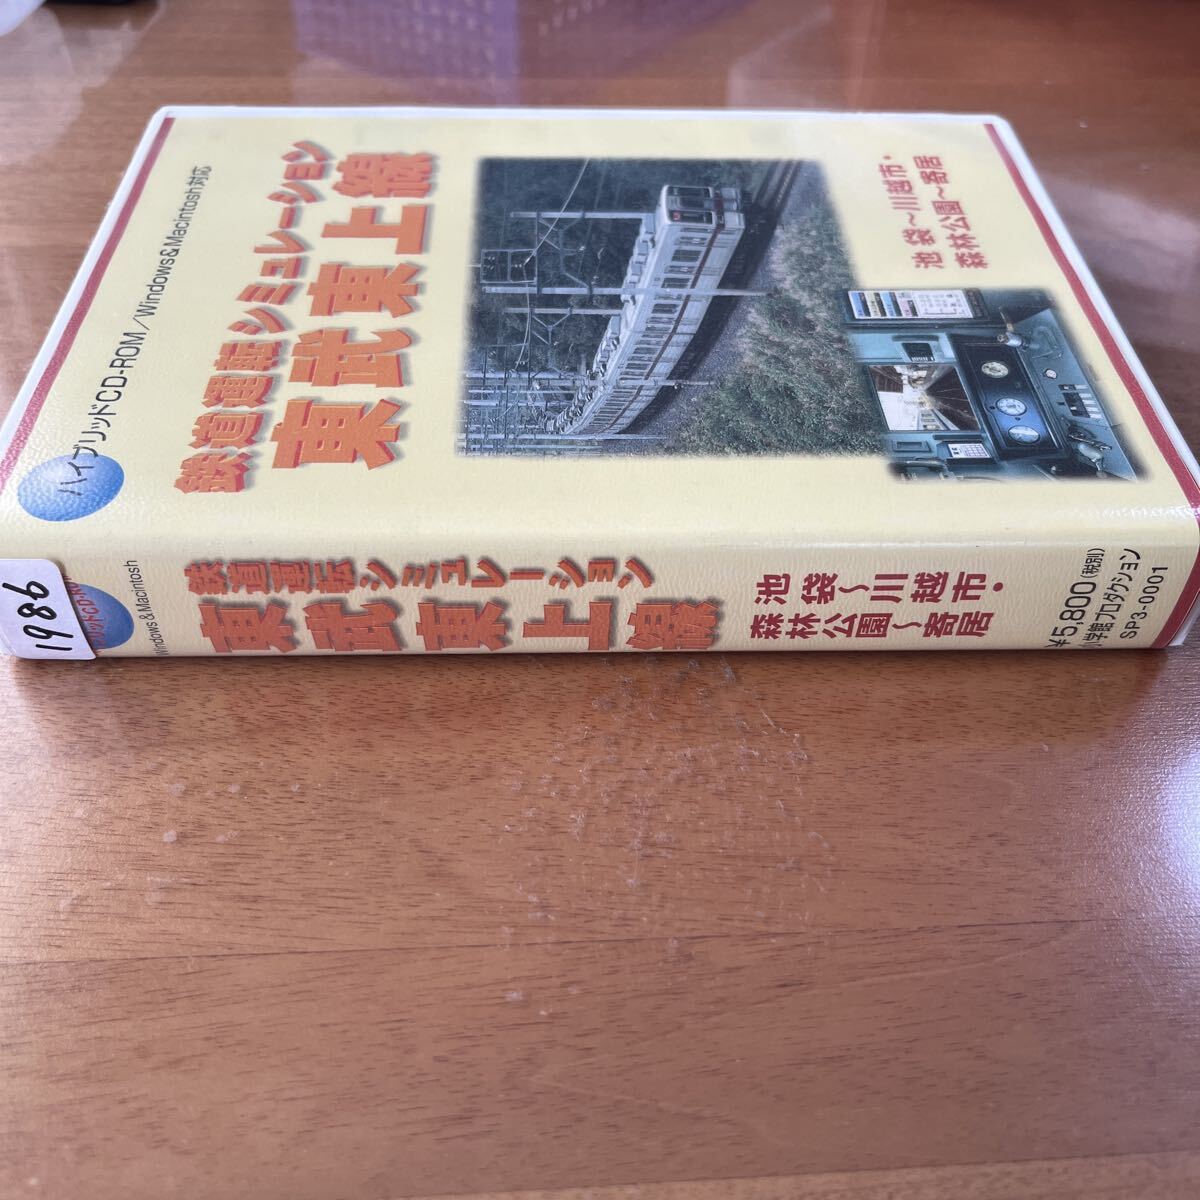 ハイブリッドCD-ROM/Windows&Macintosh対応
鉄道運転シミュレーション
東武東上線
池袋～川越市・
森林公園～寄居
1986
Windows&Macintosh
鉄道運転シミュレーション
東武東上線
池袋～川越市・
森林公園～寄居
¥5,800(税別)
小学館プロダクション
SP3-0001